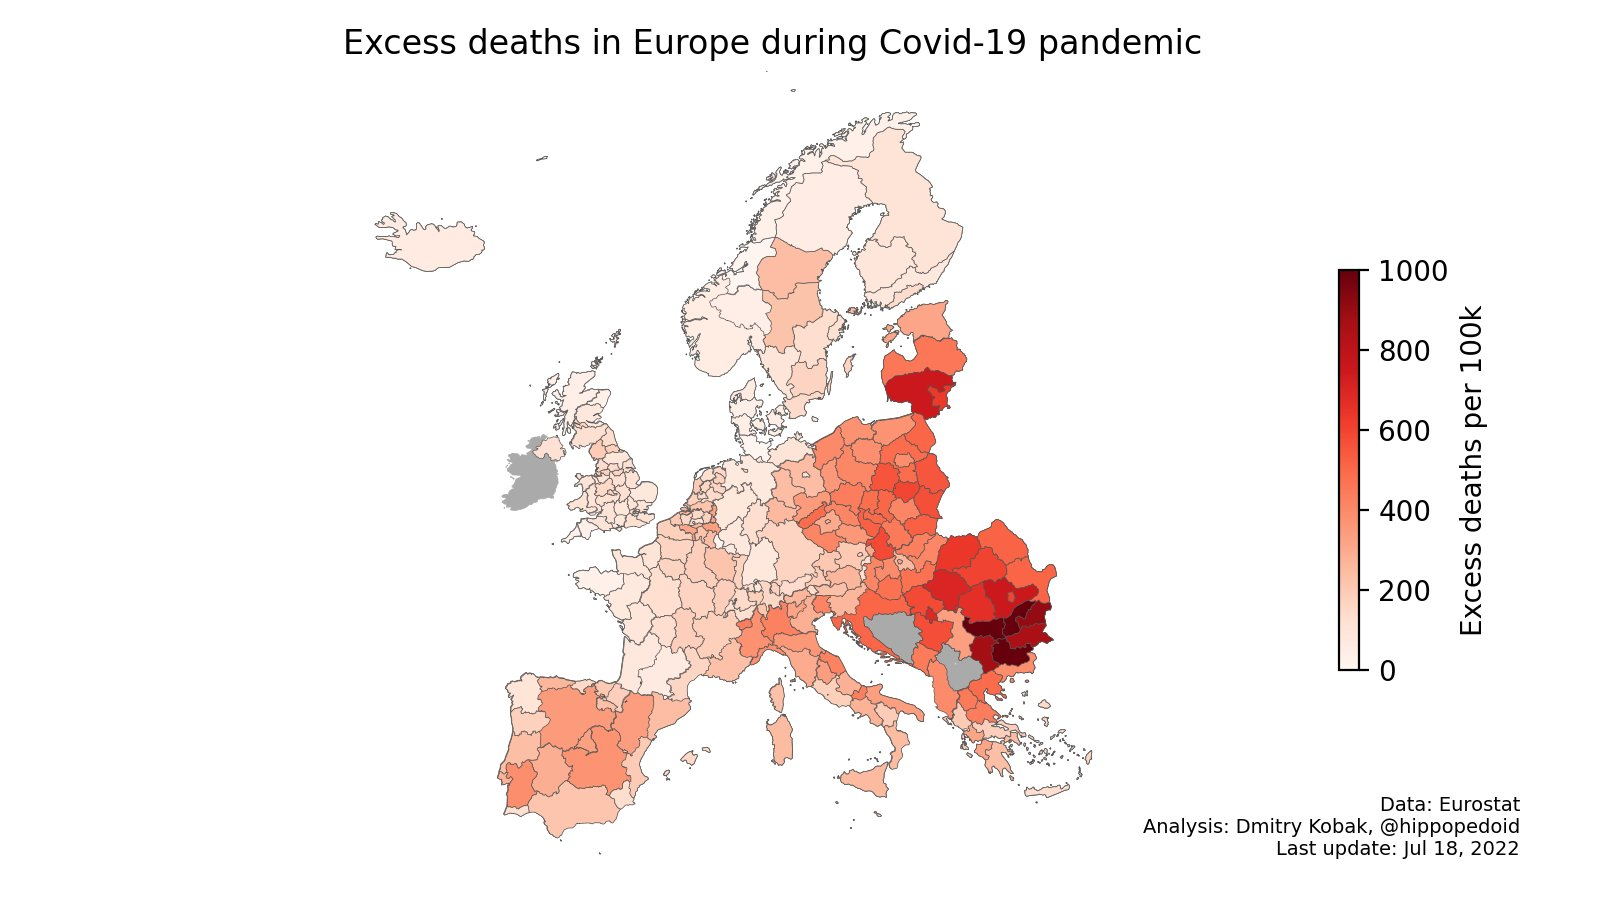 Excess deaths in Europe during Covid-19 pandemic
1000
800
600
400
200
0
Excess deaths per 100k
Data: Eurostat
Analysis: Dmitry Kobak, @hippopedoid
Last update: Jul 18, 2022